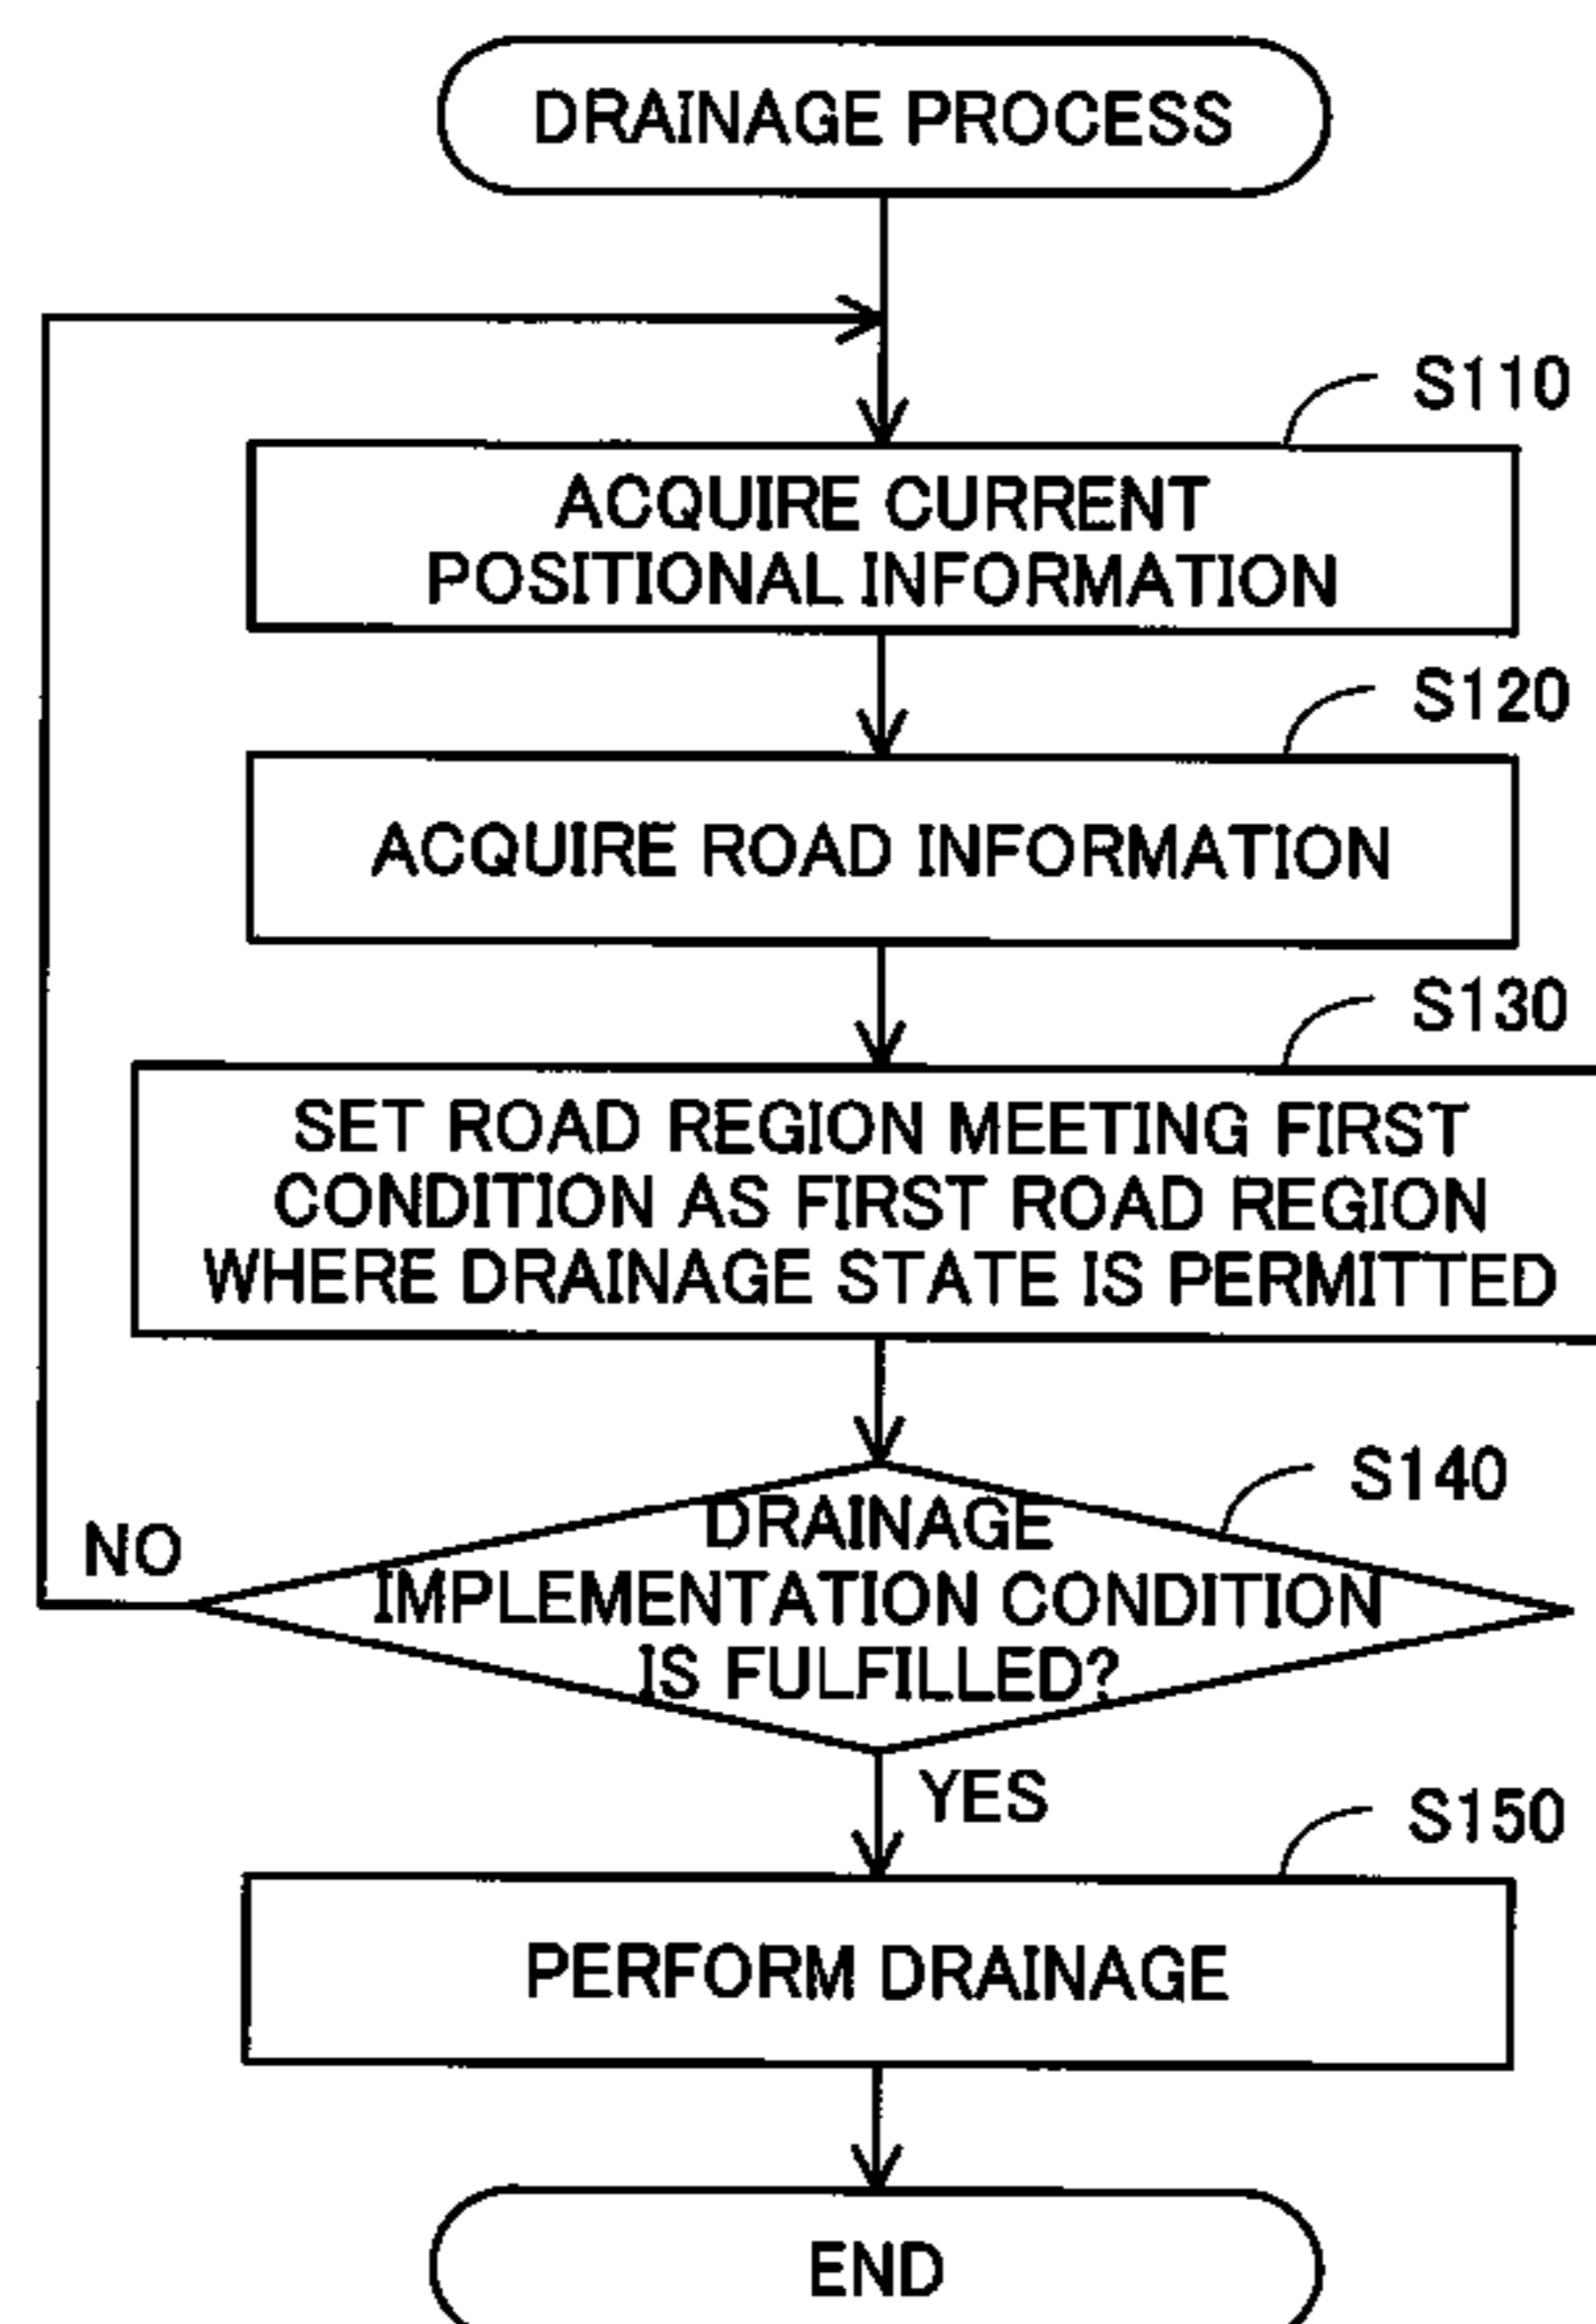 DRAINAGE PROCESS
S110
ACQUIRE CURRENT
POSITIONAL INFORMATION
S120
ACQUIRE ROAD INFORMATION
S130
SET ROAD REGION MEETING FIRST
CONDITION AS FIRST ROAD REGION
WHERE DRAINAGE STATE IS PERMITTED
S140
DRAINAGE
IMPLEMENTATION CONDITION
IS FULFILLED?
NO
YES
S150
PERFORM DRAINAGE
END